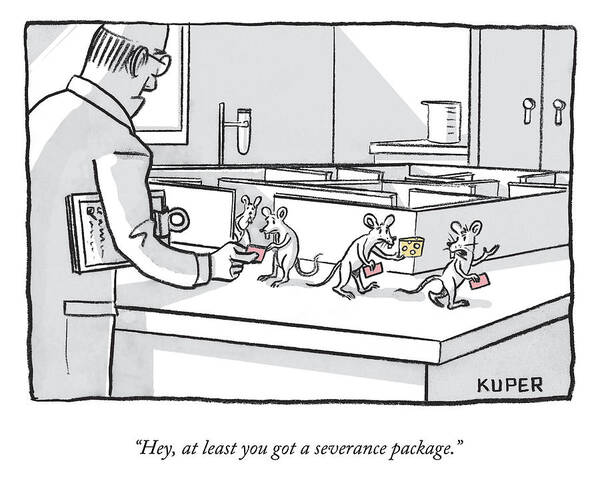 KUPER
“Hey, at least you got a severance package.”